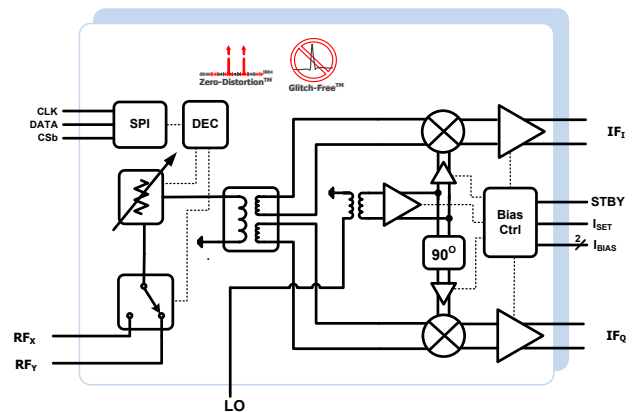 Zero-Distortion™
Glitch-Free™
CLK
DATA
CSb
SPI
DEC
IF_I
STBY
I_SET
2
I_BIAS
Bias
Ctrl
90°
RF_X
RF_Y
IF_Q
LO